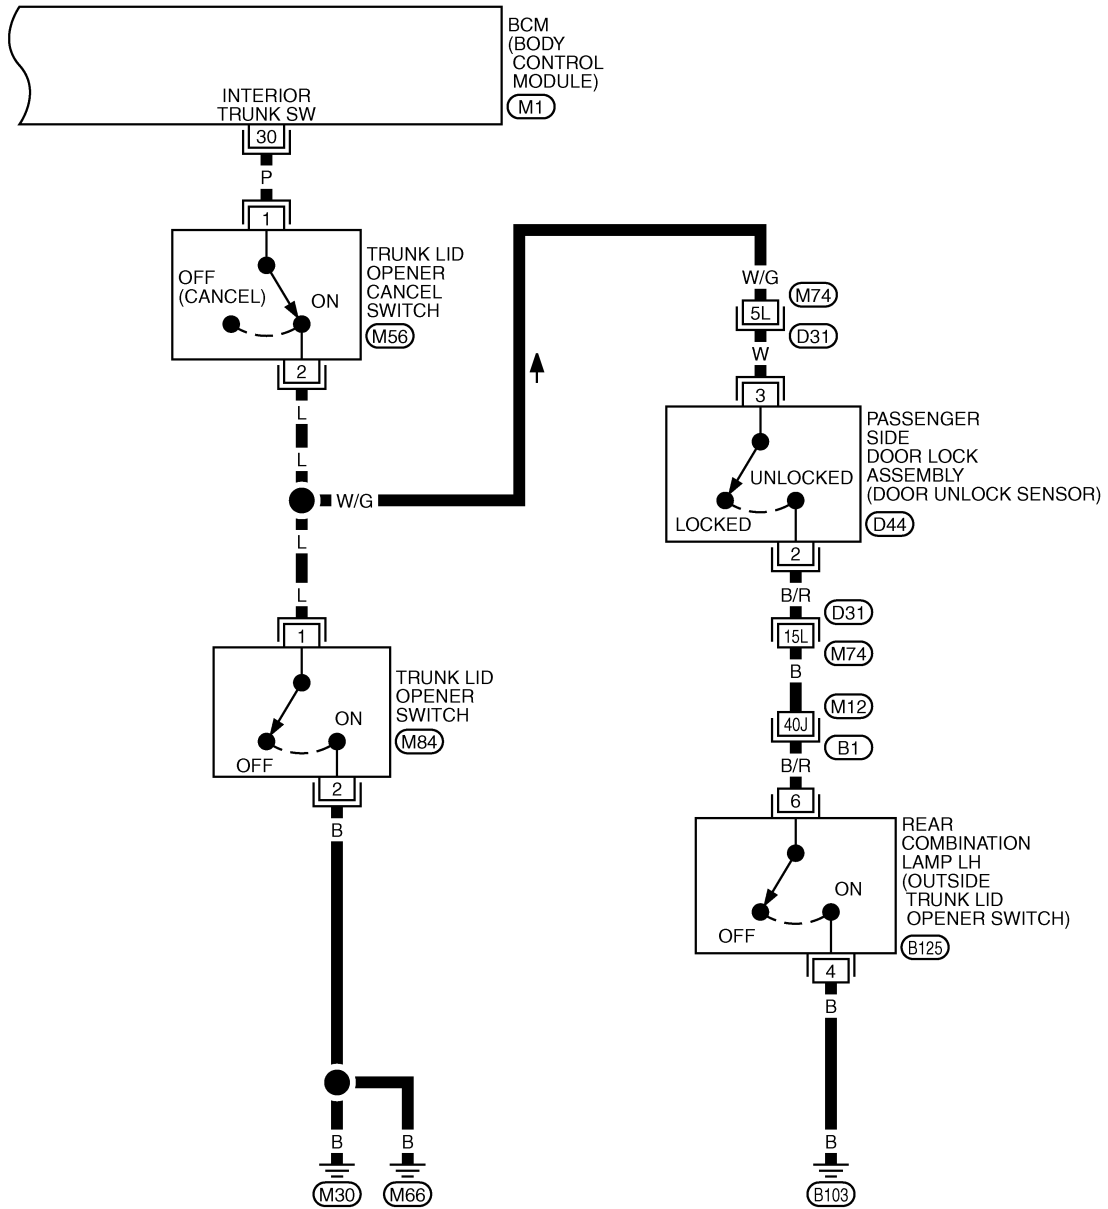 BCM
(BODY
CONTROL
MODULE)
M1
INTERIOR
TRUNK SW
30
P
1
TRUNK LID
OPENER
CANCEL
SWITCH
M56
OFF
(CANCEL)
ON
2
L
L
W/G
L
L
1
TRUNK LID
OPENER
SWITCH
M84
ON
OFF
2
B
B
B
M30
M66
W/G
M74
5L
D31
W
3
PASSENGER
SIDE
DOOR LOCK
ASSEMBLY
(DOOR UNLOCK SENSOR)
D44
UNLOCKED
LOCKED
2
B/R
D31
15L
M74
B
M12
40J
B1
B/R
6
REAR
COMBINATION
LAMP LH
(OUTSIDE
TRUNK LID
OPENER SWITCH)
B125
ON
OFF
4
B
B
B103